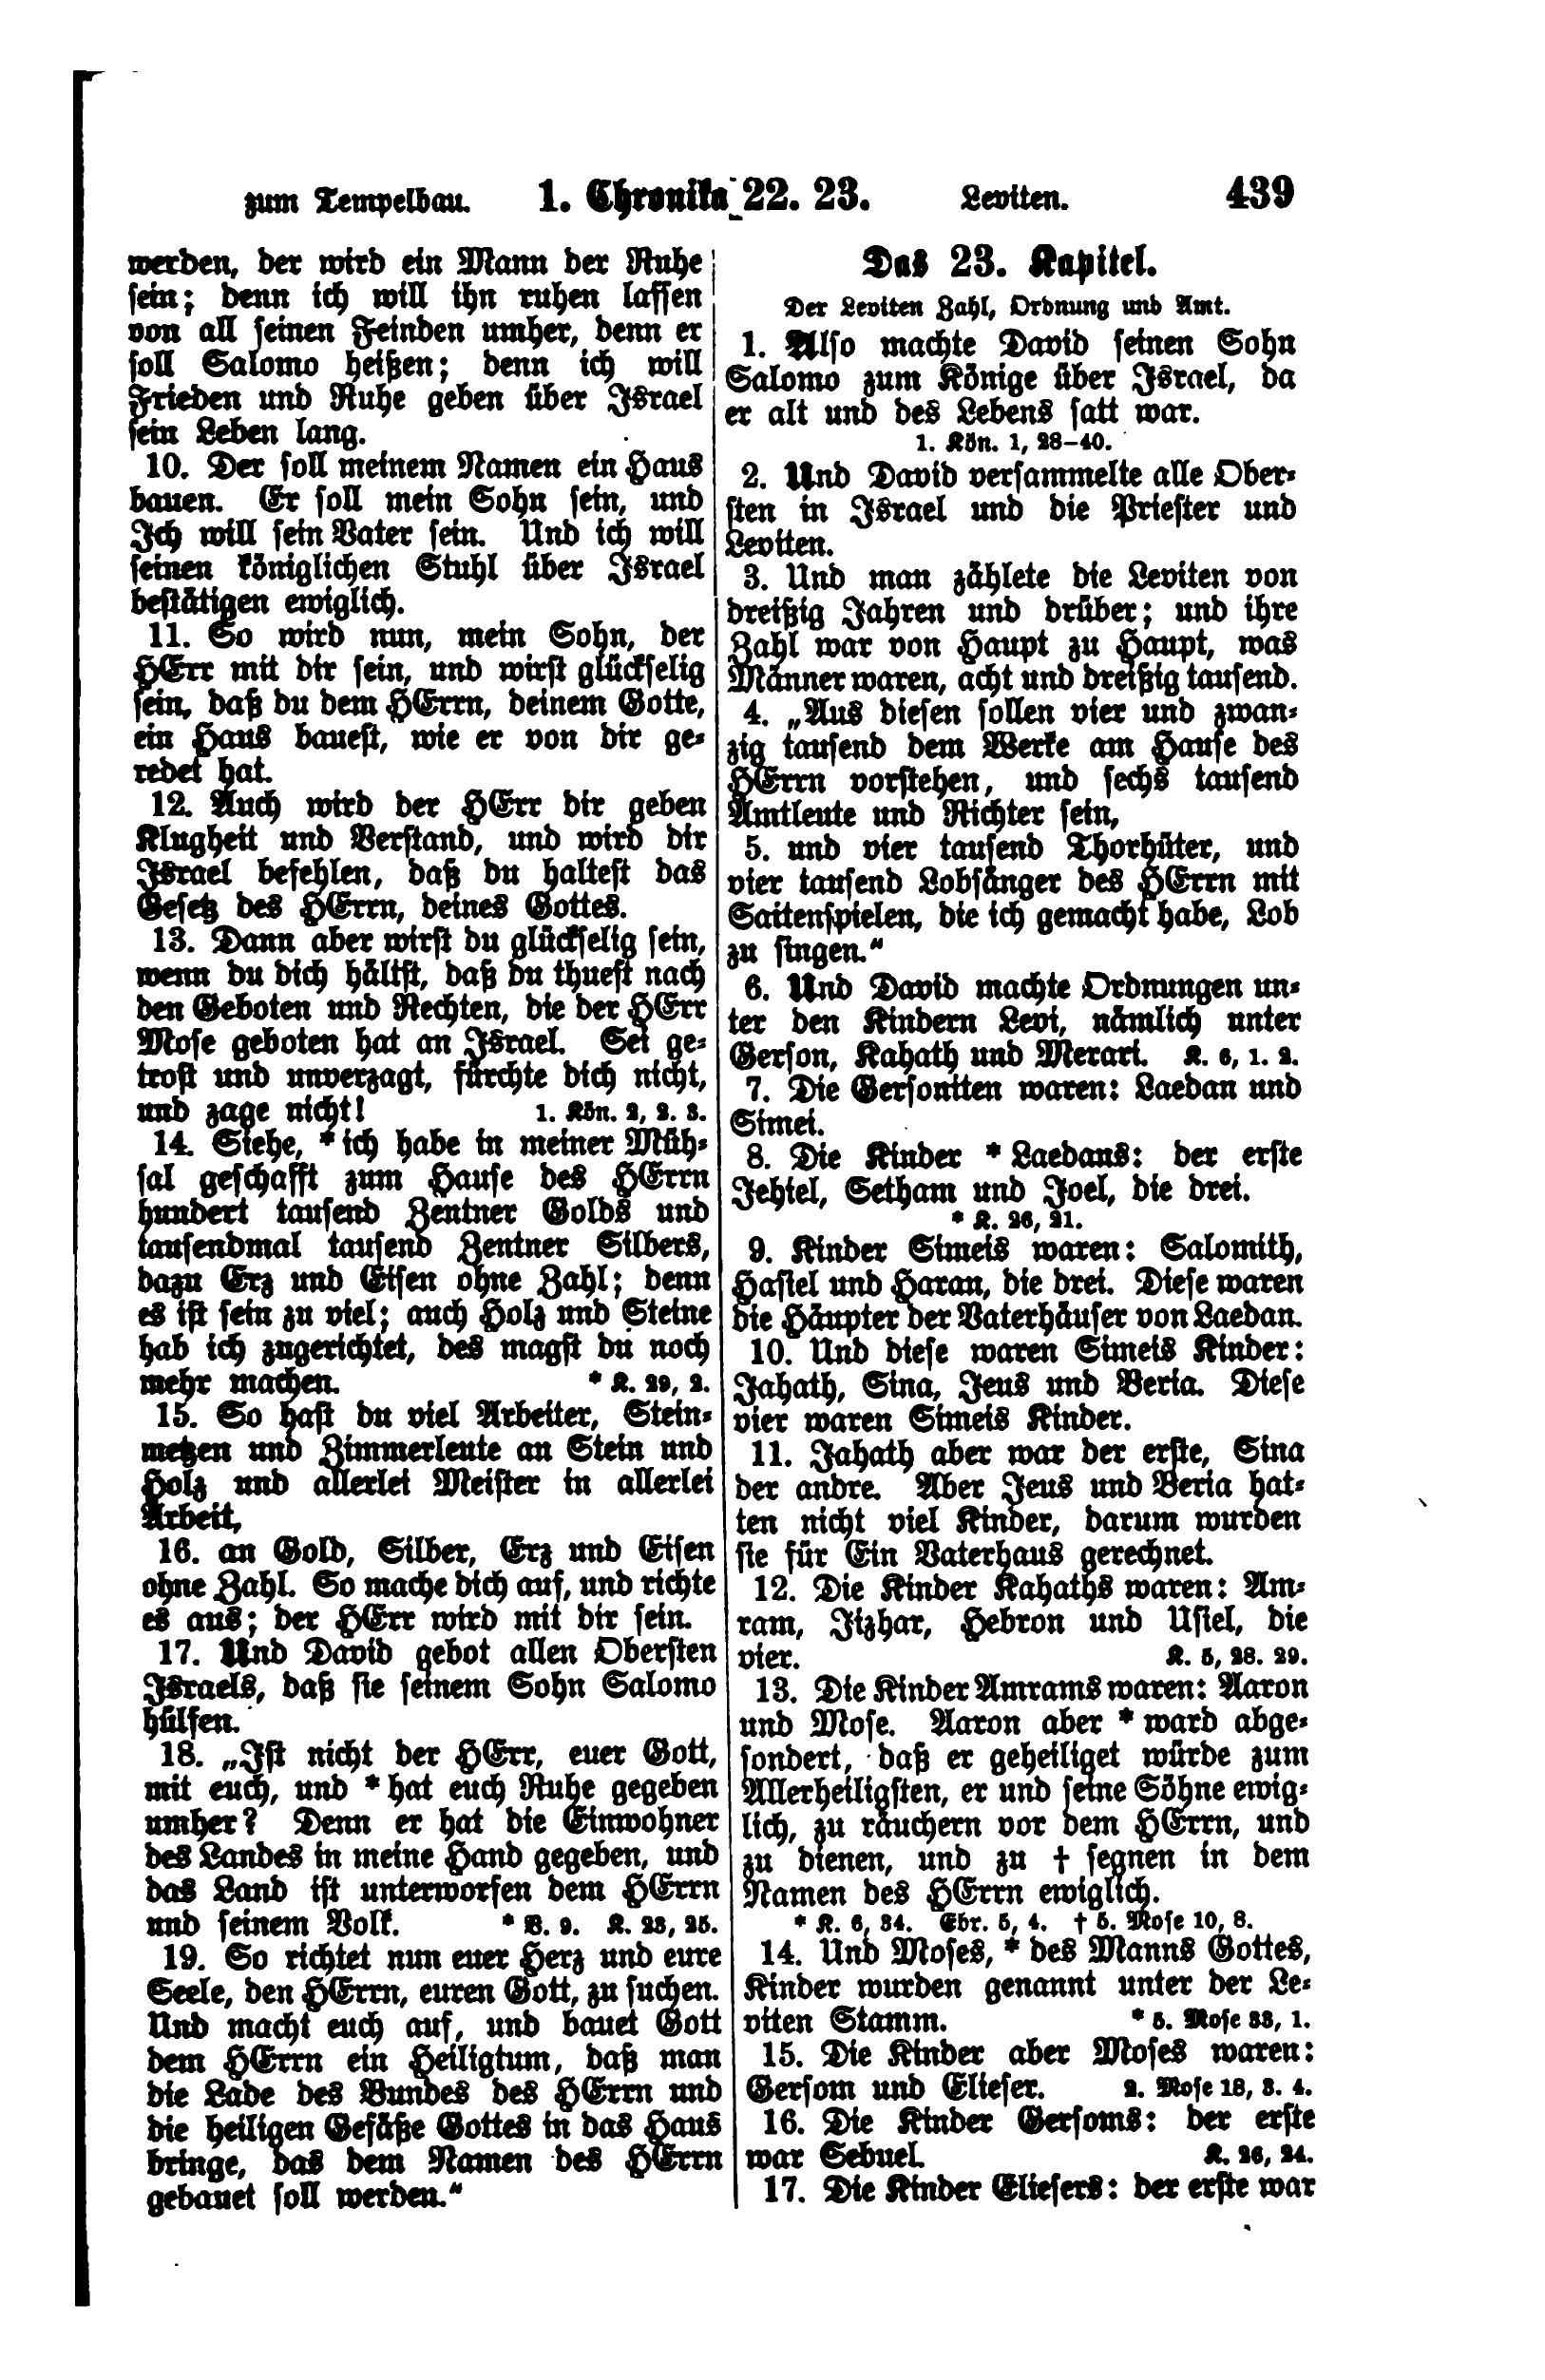 zum Tempelbau. 1. Chronika 22. 23. Leviten. 439
werden, der wird ein Mann der Ruhe
sein; denn ich will ihn ruhen lassen
von all seinen Feinden umher, denn er
soll Salomo heißen; denn ich will
Frieden und Ruhe geben über Israel
sein Leben lang.
10. Der soll meinem Namen ein Haus
bauen. Er soll mein Sohn sein, und
Ich will sein Vater sein. Und ich will
seinen königlichen Stuhl über Israel
bestätigen ewiglich.
11. So wird nun, mein Sohn, der
HErr mit dir sein, und wirst glückselig
sein, daß du dem HErrn, deinem Gotte,
ein Haus bauest, wie er von dir ge-
redet hat.
12. Auch wird der HErr dir geben
Klugheit und Verstand, und wird dir
Israel befehlen, daß du haltest das
Gesetz des HErrn, deines Gottes.
13. Dann aber wirst du glückselig sein,
wenn du dich hältst, daß du thuest nach
den Geboten und Rechten, die der HErr
Mose geboten hat an Israel. Sei ge-
trost und unverzagt, fürchte dich nicht,
und zage nicht! 1. Kön. 2, 2. 3.
14. Siehe, * ich habe in meiner Müh-
sal geschafft zum Hause des HErrn
hundert tausend Zentner Golds und
tausendmal tausend Zentner Silbers,
dazu Erz und Eisen ohne Zahl; denn
es ist sein zu viel; auch Holz und Steine
hab ich zugerichtet, des magst du noch
mehr machen. * K. 29, 2.
15. So hast du viel Arbeiter, Stein-
metzen und Zimmerleute an Stein und
Holz und allerlei Meister in allerlei
Arbeit,
16. an Gold, Silber, Erz und Eisen
ohne Zahl. So mache dich auf, und richte
es aus; der HErr wird mit dir sein.
17. Und David gebot allen Obersten
Israels, daß sie seinem Sohn Salomo
hülfen.
18. „Ist nicht der HErr, euer Gott,
mit euch, und * hat euch Ruhe gegeben
umher? Denn er hat die Einwohner
des Landes in meine Hand gegeben, und
das Land ist unterworfen dem HErrn
und seinem Volk. * V. 9. K. 23, 25.
19. So richtet nun euer Herz und eure
Seele, den HErrn, euren Gott, zu suchen.
Und macht euch auf, und bauet Gott
dem HErrn ein Heiligtum, daß man
die Lade des Bundes des HErrn und
die heiligen Gefäße Gottes in das Haus
bringe, das dem Namen des HErrn
gebauet soll werden.“
Das 23. Kapitel.
Der Leviten Zahl, Ordnung und Amt.
1. Also machte David seinen Sohn
Salomo zum Könige über Israel, da
er alt und des Lebens satt war.
1. Kön. 1, 28–40.
2. Und David versammelte alle Ober-
sten in Israel und die Priester und
Leviten.
3. Und man zählete die Leviten von
dreißig Jahren und drüber; und ihre
Zahl war von Haupt zu Haupt, was
Männer waren, acht und dreißig tausend.
4. „Aus diesen sollen vier und zwan-
zig tausend dem Werke am Hause des
HErrn vorstehen, und sechs tausend
Amtleute und Richter sein,
5. und vier tausend Thorhüter, und
vier tausend Lobsänger des HErrn mit
Saitenspielen, die ich gemacht habe, Lob
zu singen.“
6. Und David machte Ordnungen un-
ter den Kindern Levi, nämlich unter
Gerson, Kahath und Merari. K. 6, 1. 2.
7. Die Gersoniten waren: Laedan und
Simei.
8. Die Kinder * Laedans: der erste
Jehiel, Setham und Joel, die drei.
* K. 26, 21.
9. Kinder Simeis waren: Salomith,
Hasiel und Haran, die drei. Diese waren
die Häupter der Vaterhäuser von Laedan.
10. Und diese waren Simeis Kinder:
Jahath, Sina, Jeus und Beria. Diese
vier waren Simeis Kinder.
11. Jahath aber war der erste, Sina
der andre. Aber Jeus und Beria hat-
ten nicht viel Kinder, darum wurden
sie für Ein Vaterhaus gerechnet.
12. Die Kinder Kahaths waren: Am-
ram, Jizhar, Hebron und Usiel, die
vier. K. 5, 28. 29.
13. Die Kinder Amrams waren: Aaron
und Mose. Aaron aber * ward abge-
sondert, daß er geheiliget würde zum
Allerheiligsten, er und seine Söhne ewig-
lich, zu räuchern vor dem HErrn, und
zu dienen, und zu † segnen in dem
Namen des HErrn ewiglich.
* K. 6, 34. Ebr. 5, 4. † 5. Mose 10, 8.
14. Und Moses, * des Manns Gottes,
Kinder wurden genannt unter der Le-
viten Stamm. * 5. Mose 33, 1.
15. Die Kinder aber Moses waren:
Gersom und Elieser. 2. Mose 18, 3. 4.
16. Die Kinder Gersoms: der erste
war Sebuel. K. 26, 24.
17. Die Kinder Eliesers: der erste war